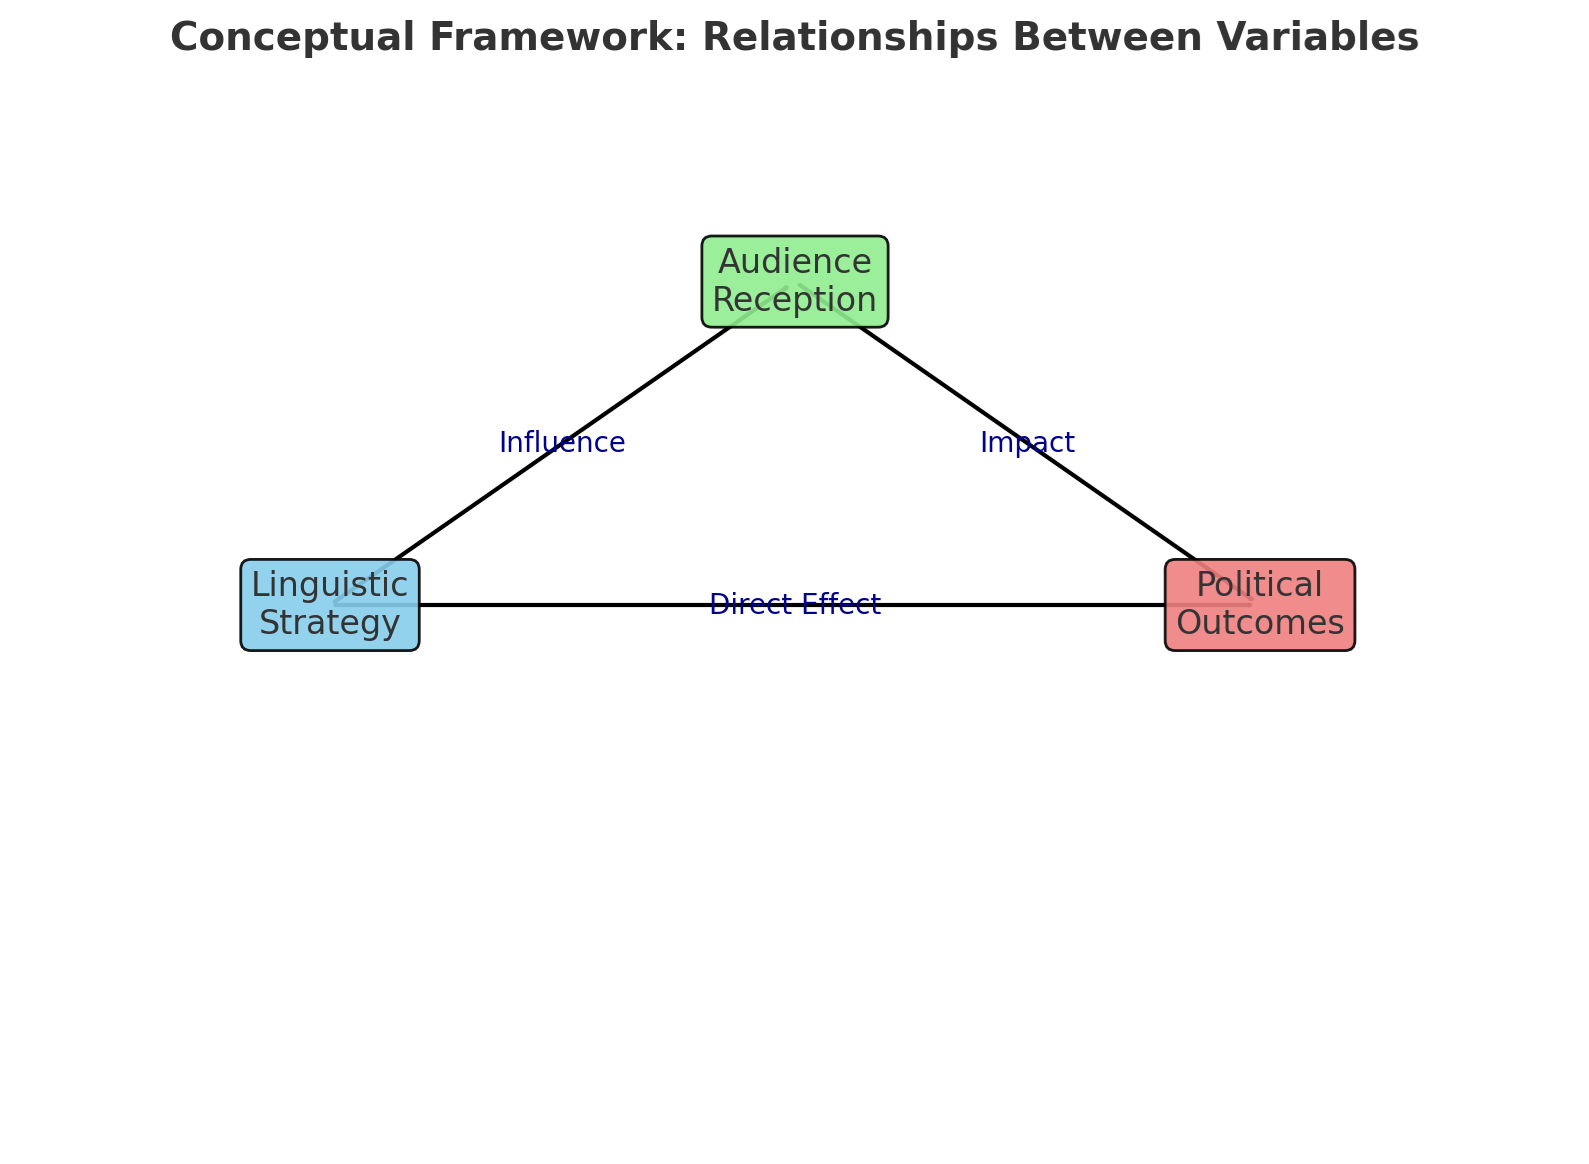 Conceptual Framework: Relationships Between Variables
Audience
Reception
Influence
Impact
Linguistic
Strategy
Direct Effect
Political
Outcomes